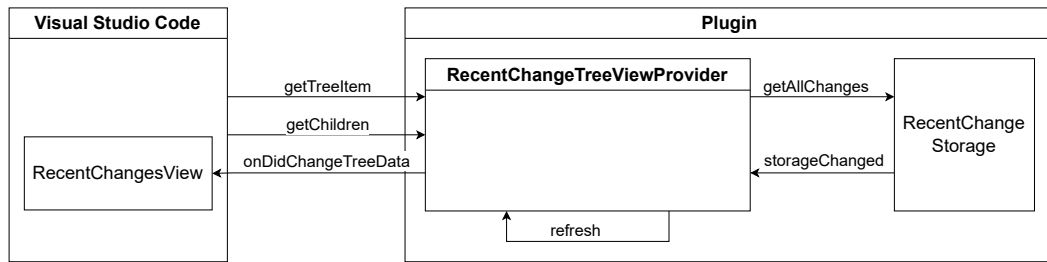 Visual Studio Code
Plugin
RecentChangeTreeViewProvider
getTreeItem
getAllChanges
RecentChange
Storage
getChildren
onDidChangeTreeData
RecentChangesView
storageChanged
refresh